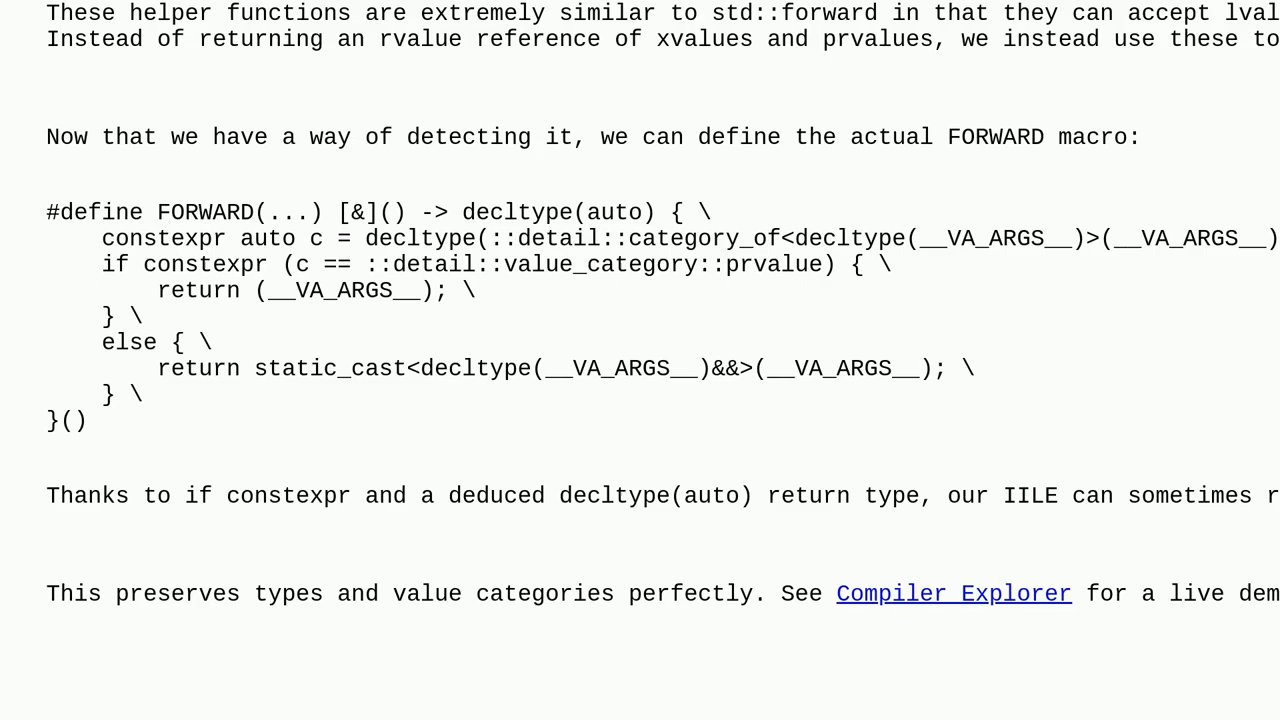 These helper functions are extremely similar to std::forward in that they can accept
Instead of returning an rvalue reference of xvalues and prvalues, we instead use these to
Now that we have a way of detecting it, we can define the actual FORWARD macro:
#define FORWARD(...) [&]() -> decltype(auto) { \
    constexpr auto c = decltype(::detail::category_of<decltype(__VA_ARGS__)>(__VA_ARGS__)
    if constexpr (c == ::detail::value_category::prvalue) { \
        return (__VA_ARGS__); \
    } \
    else { \
        return static_cast<decltype(__VA_ARGS__)&&>(__VA_ARGS__); \
    } \
}()
Thanks to if constexpr and a deduced decltype(auto) return type, our IILE can sometimes
This preserves types and value categories perfectly. See Compiler Explorer for a live